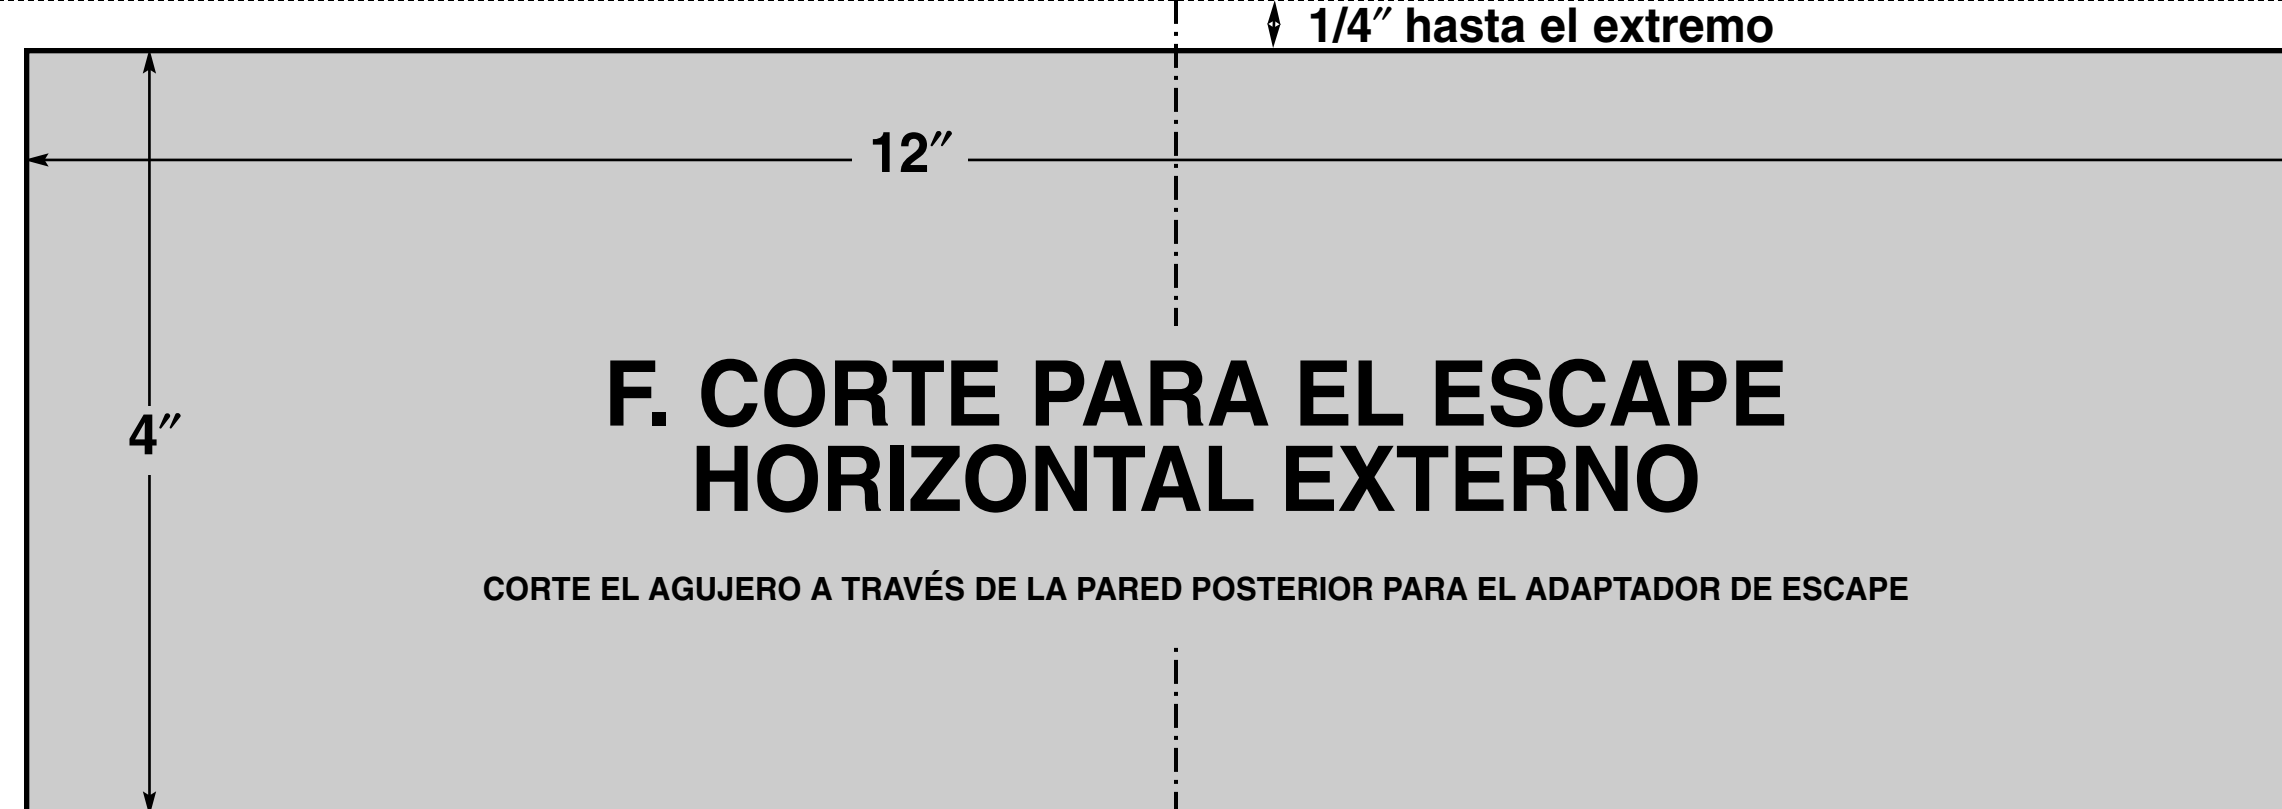 1/4″ hasta el extremo
12″
F. CORTE PARA EL ESCAPE
HORIZONTAL EXTERNO
4″
CORTE EL AGUJERO A TRAVÉS DE LA PARED POSTERIOR PARA EL ADAPTADOR DE ESCAPE